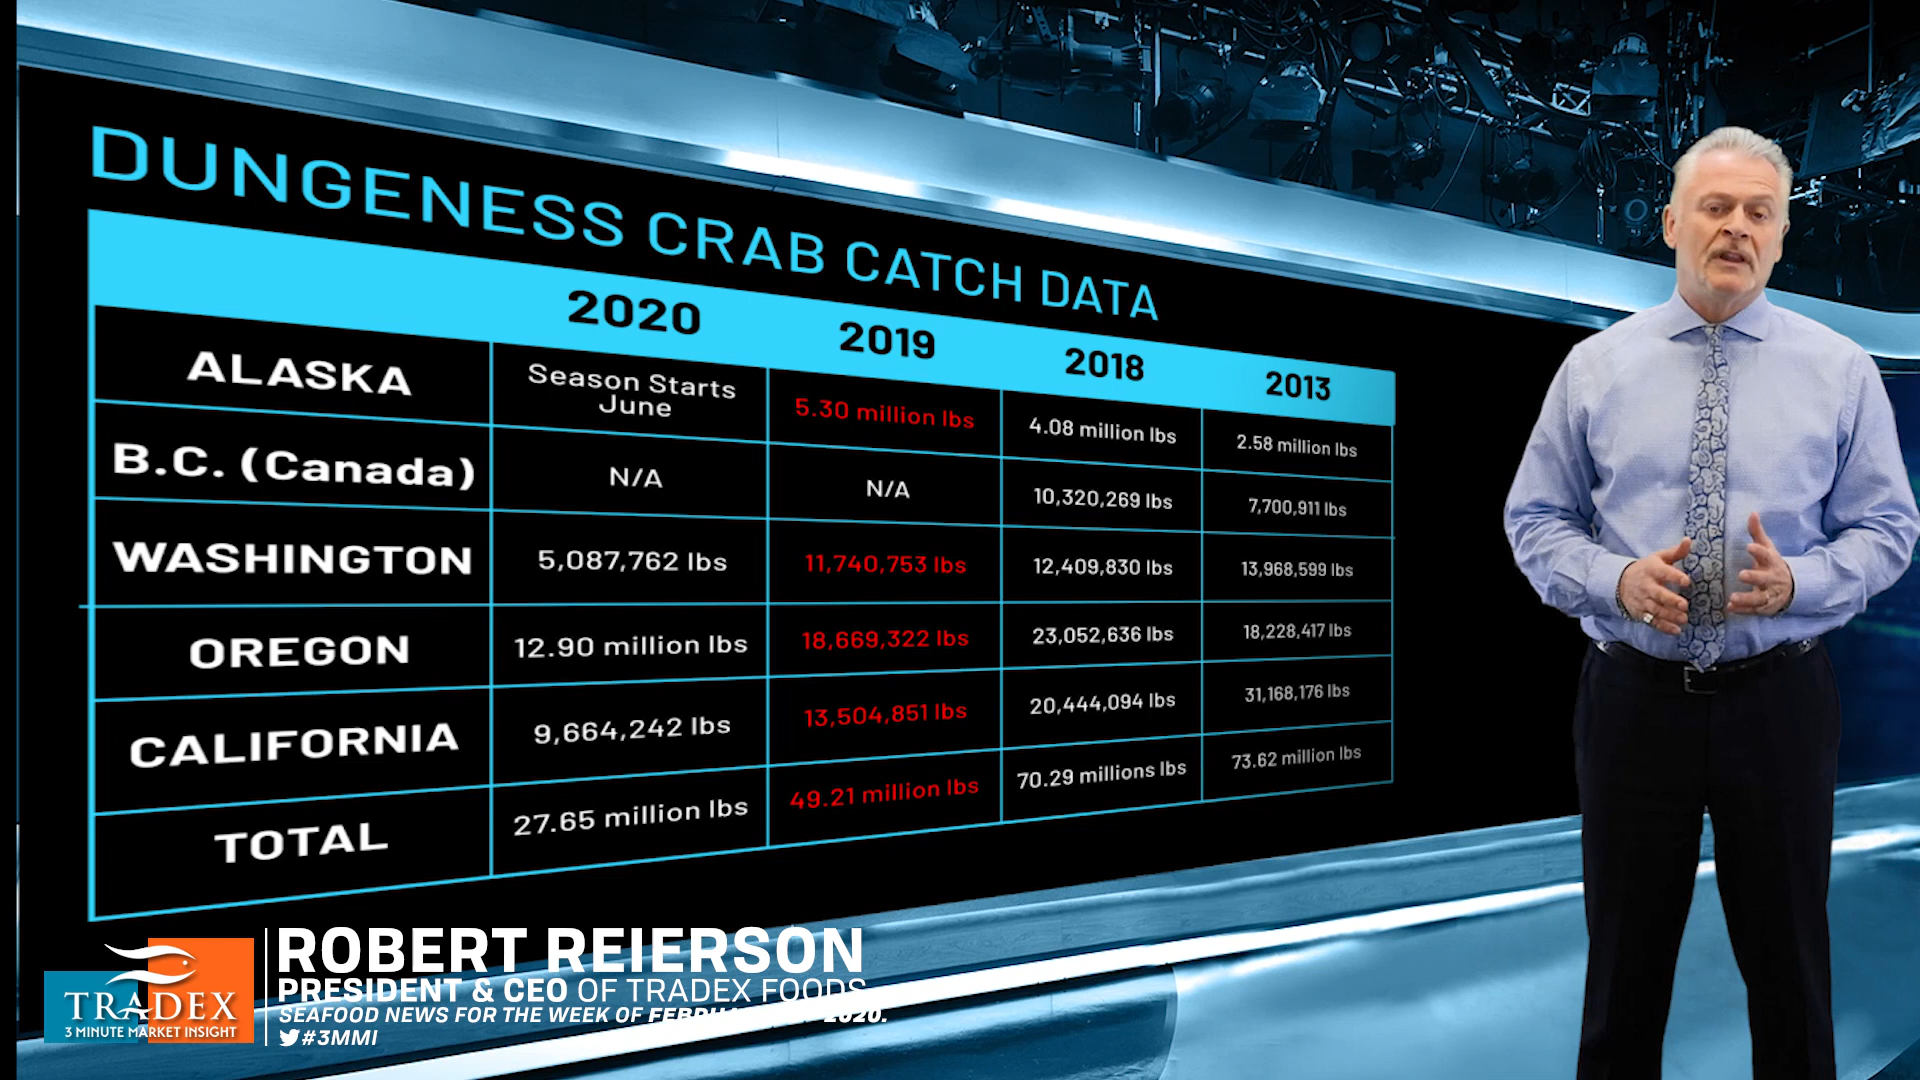 DUNGENESS CRAB CATCH DATA
2020 2019 2018 2013
ALASKA Season Starts June 5.30 million lbs 4.08 million lbs 2.58 million lbs
B.C. (Canada) N/A N/A 10,320,269 lbs 7,700,911 lbs
WASHINGTON 5,087,762 lbs 11,740,753 lbs 12,409,830 lbs 13,968,599 lbs
OREGON 12.90 million lbs 18,669,322 lbs 23,052,636 lbs 18,228,417 lbs
CALIFORNIA 9,664,242 lbs 13,504,851 lbs 20,444,094 lbs 31,168,176 lbs
TOTAL 27.65 million lbs 49.21 million lbs 70.29 millions lbs 73.62 million lbs
TRADEX
3 MINUTE MARKET INSIGHT
ROBERT REIERSON
PRESIDENT & CEO OF TRADEX FOODS
SEAFOOD NEWS FOR THE WEEK OF 2020.
#3MMI